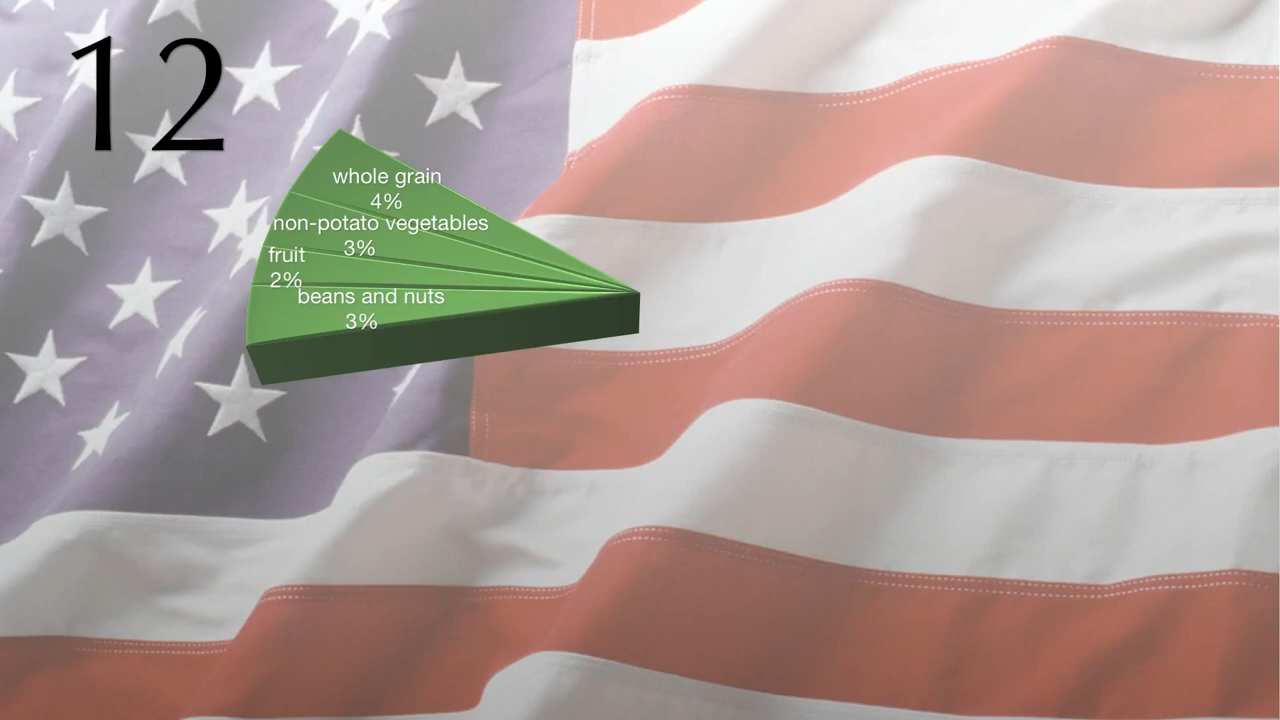 12
whole grain
4%
non-potato vegetables
3%
fruit
2%
beans and nuts
3%